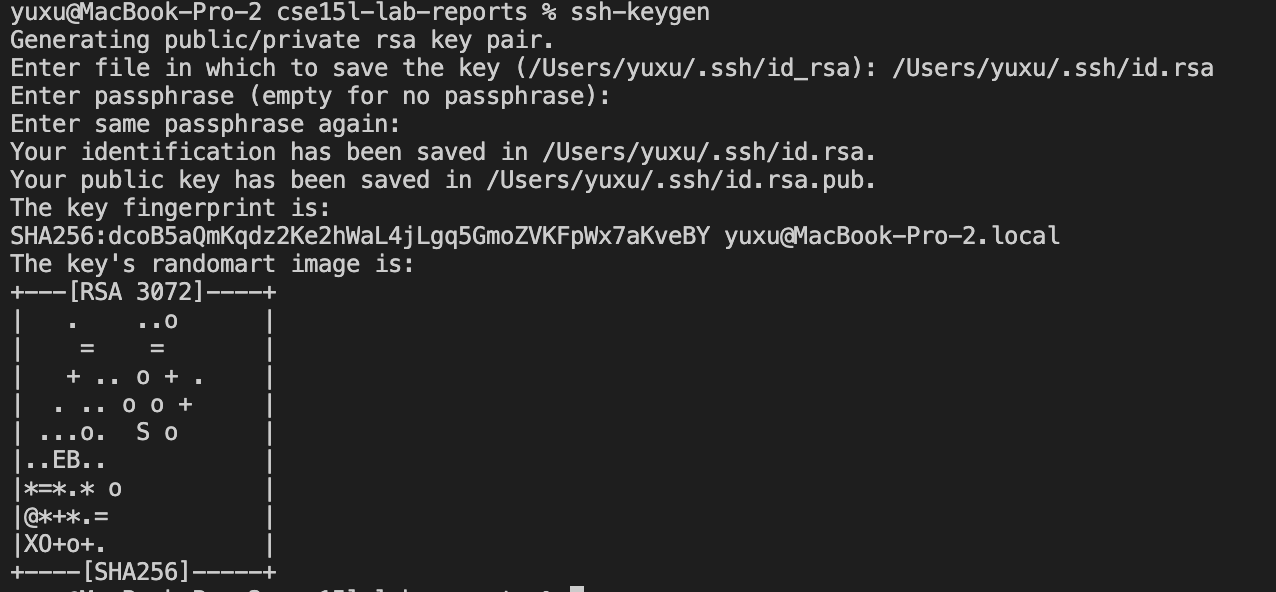 yuxu@MacBook-Pro-2 cse15l-lab-reports % ssh-keygen
Generating public/private rsa key pair.
Enter file in which to save the key (/Users/yuxu/.ssh/id_rsa): /Users/yuxu/.ssh/id.rsa
Enter passphrase (empty for no passphrase):
Enter same passphrase again:
Your identification has been saved in /Users/yuxu/.ssh/id.rsa.
Your public key has been saved in /Users/yuxu/.ssh/id.rsa.pub.
The key fingerprint is:
SHA256:dcoB5aQmKqdz2Ke2hWaL4jLgq5GmoZVKFpWx7aKveBY yuxu@MacBook-Pro-2.local
The key's randomart image is:
+---[RSA 3072]----+
|   .    ..o      |
|    =    =       |
|   + .. o + .    |
|  . .. o o +     |
| ...o.  S o      |
|..EB..           |
|*=*.* o          |
|@*+*.=           |
|XO+o+.           |
+----[SHA256]-----+